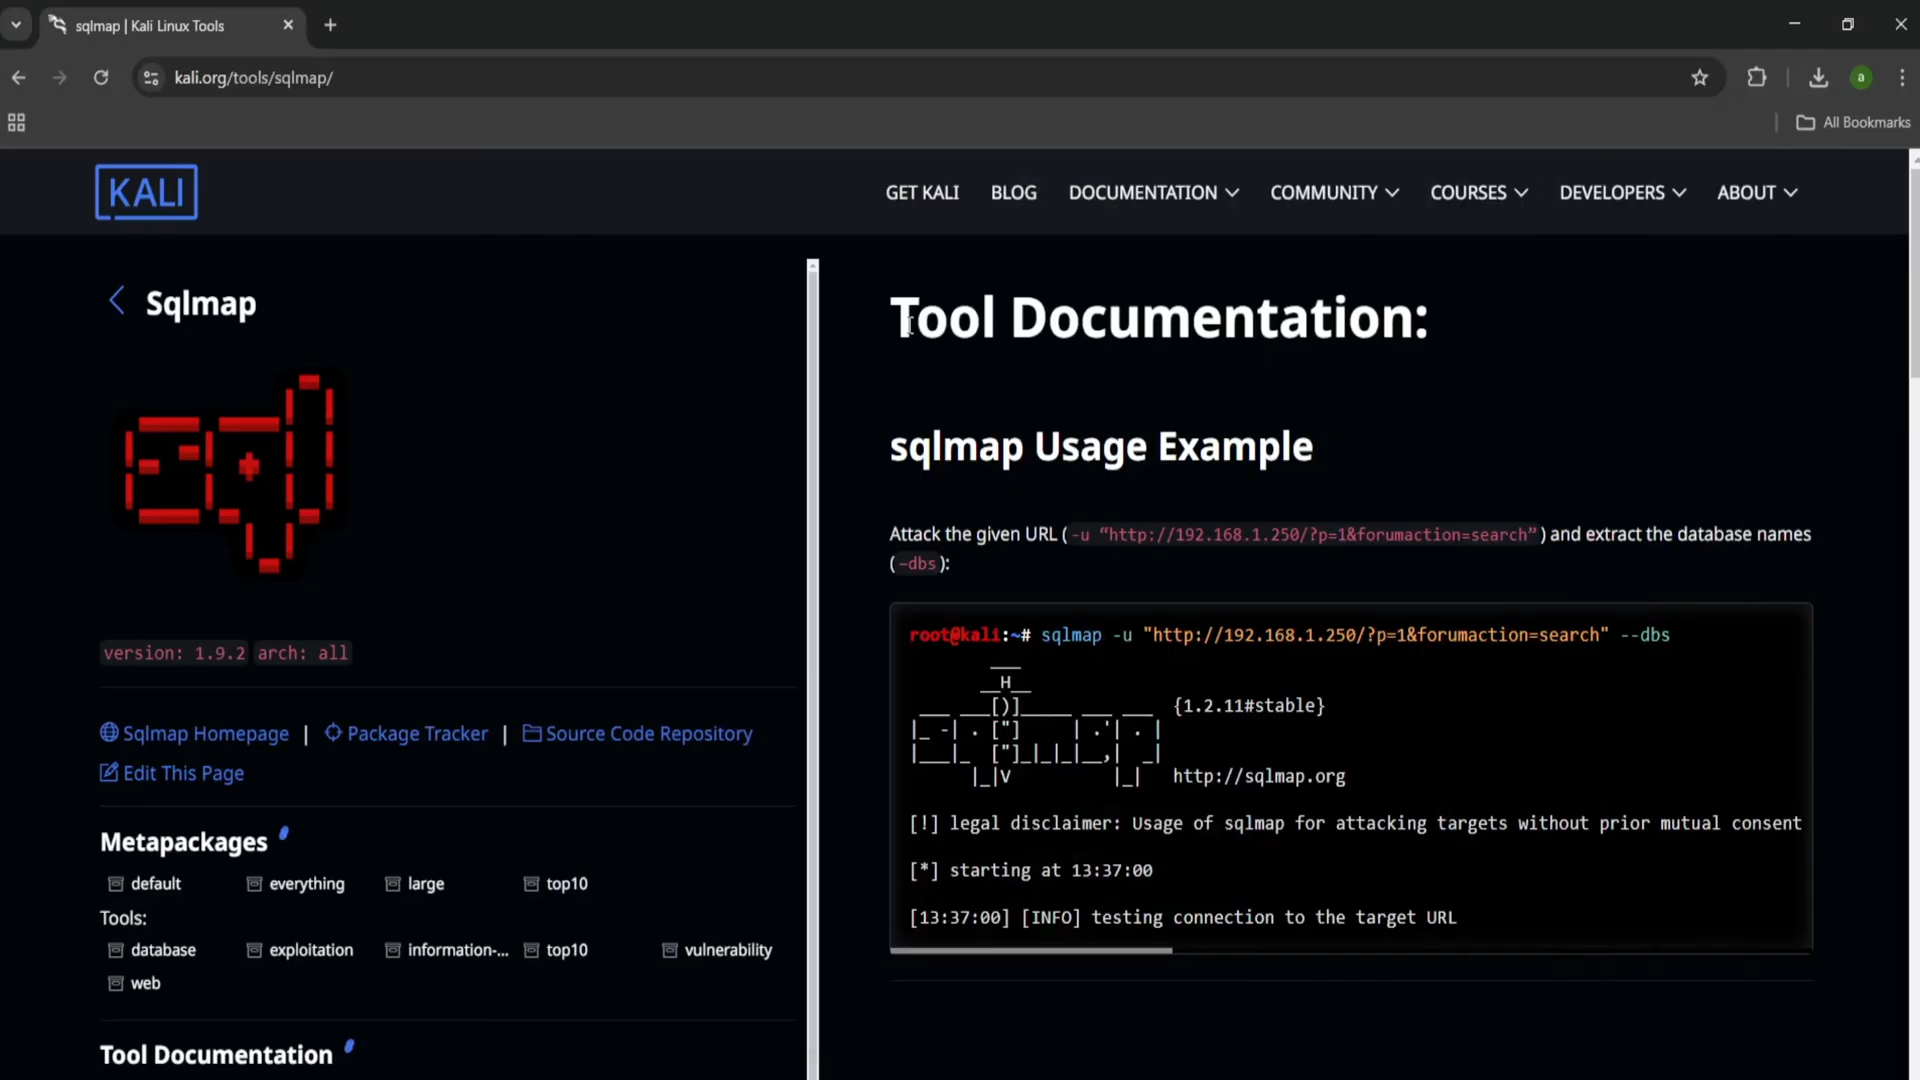 sqlmap | Kali Linux Tools
kali.org/tools/sqlmap/
a
All Bookmarks
KALI
GET KALI BLOG DOCUMENTATION COMMUNITY COURSES DEVELOPERS ABOUT
Sqlmap
version: 1.9.2 arch: all
Sqlmap Homepage | Package Tracker | Source Code Repository
Edit This Page
Metapackages
default everything large top10
Tools:
database exploitation information-... top10 vulnerability
web
Tool Documentation
Tool Documentation:
sqlmap Usage Example
Attack the given URL ( -u “http://192.168.1.250/?p=1&forumaction=search” ) and extract the database names
( –dbs ):
root@kali:~# sqlmap -u "http://192.168.1.250/?p=1&forumaction=search" --dbs
{1.2.11#stable}
http://sqlmap.org
[!] legal disclaimer: Usage of sqlmap for attacking targets without prior mutual consent
[*] starting at 13:37:00
[13:37:00] [INFO] testing connection to the target URL